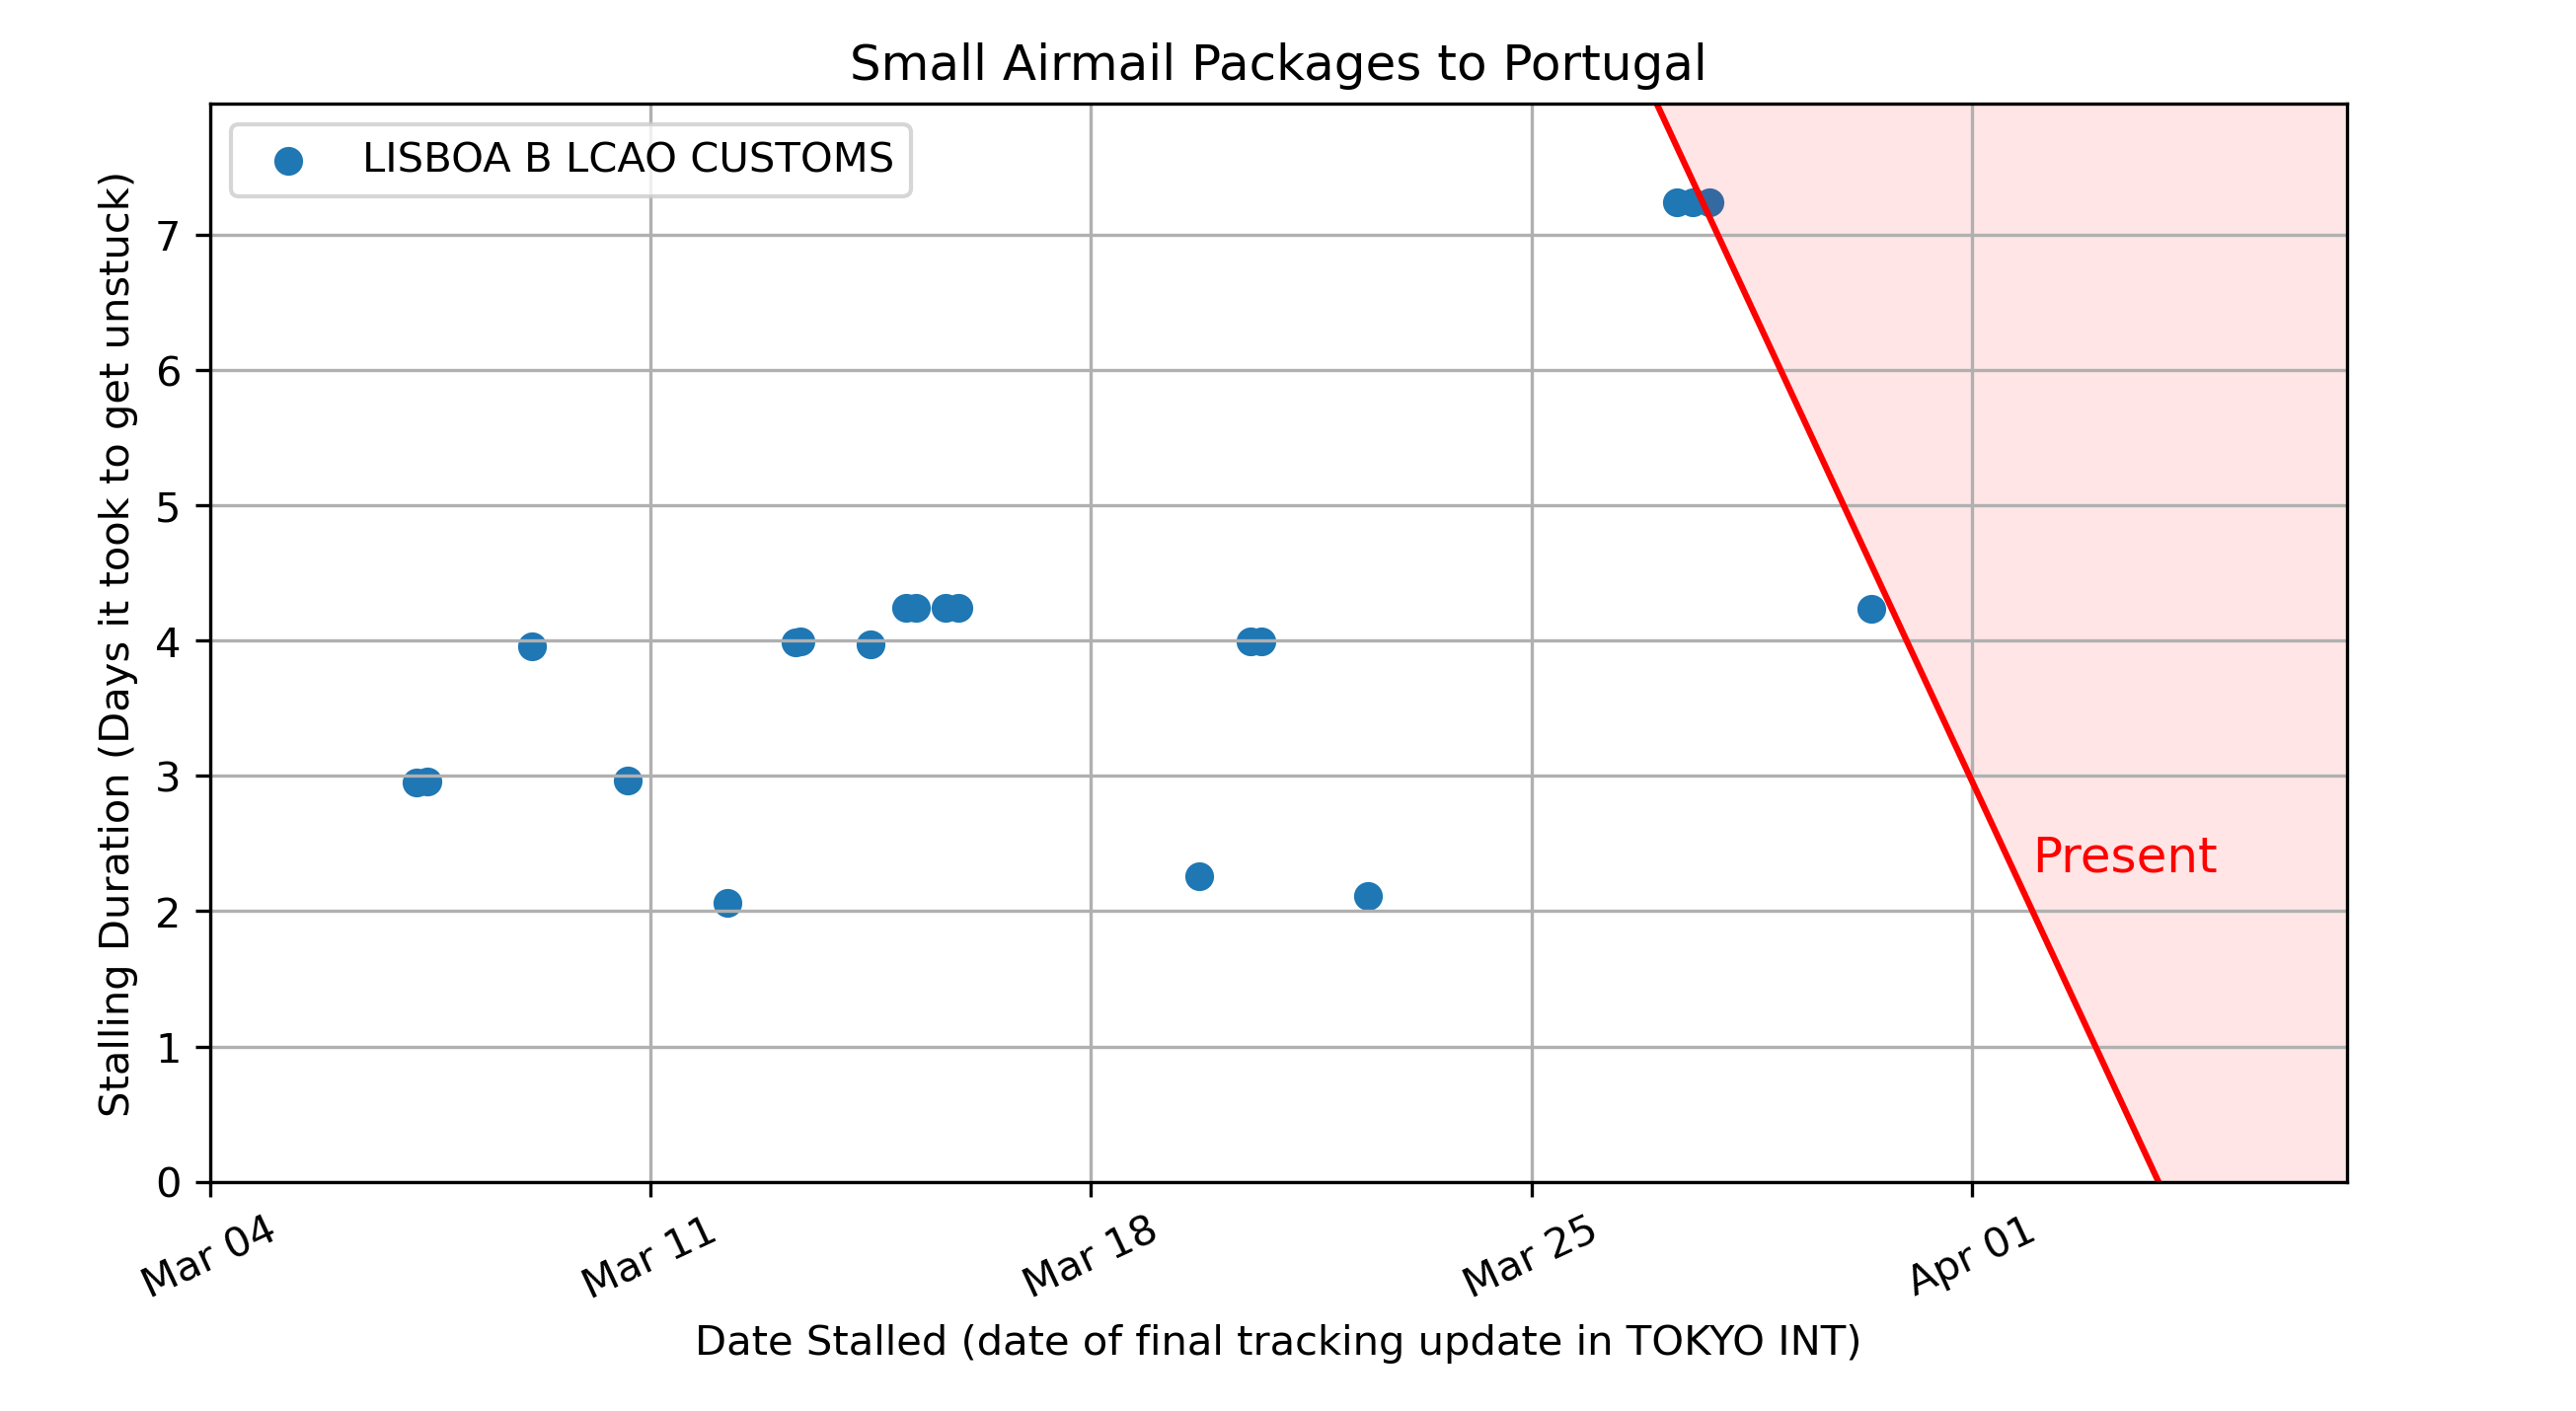 Small Airmail Packages to Portugal
LISBOA B LCAO CUSTOMS
Stalling Duration (Days it took to get unstuck)
7
6
5
4
3
2
1
0
Present
Mar 04
Mar 11
Mar 18
Mar 25
Apr 01
Date Stalled (date of final tracking update in TOKYO INT)